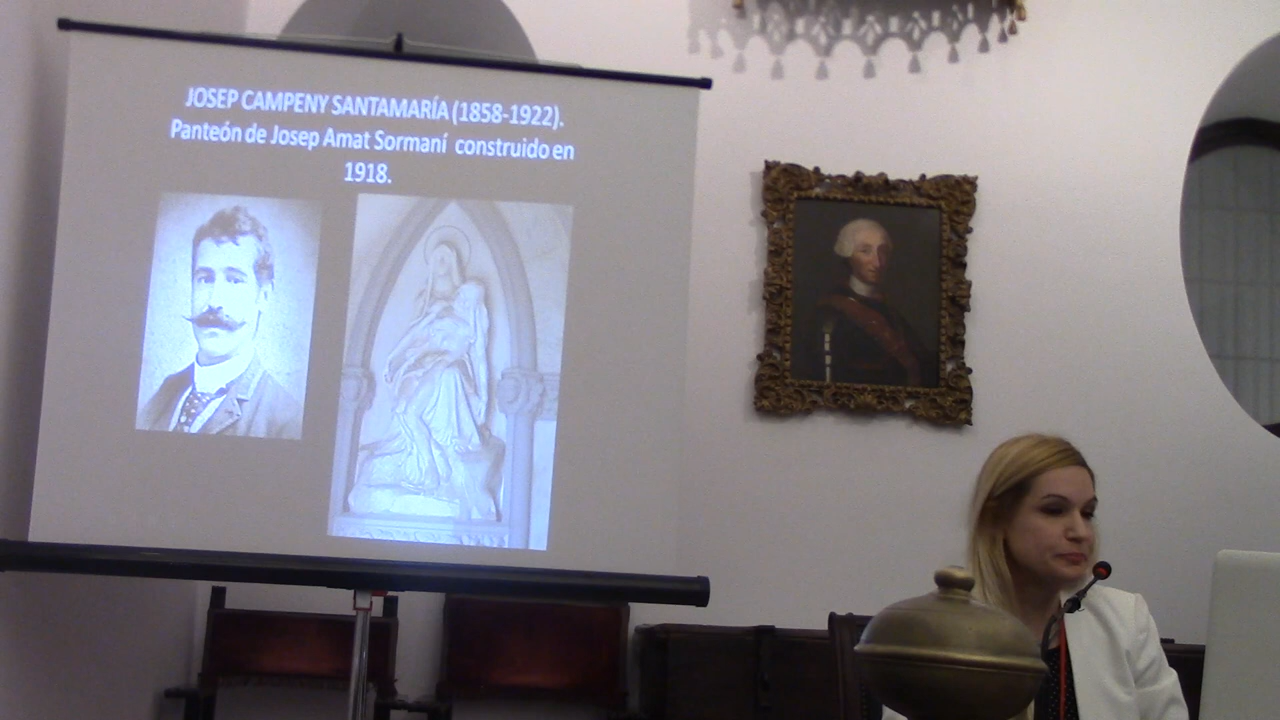 JOSEP CAMPENY SANTAMARÍA (1858-1922).
Panteón de Josep Amat Sormaní construido en
1918.